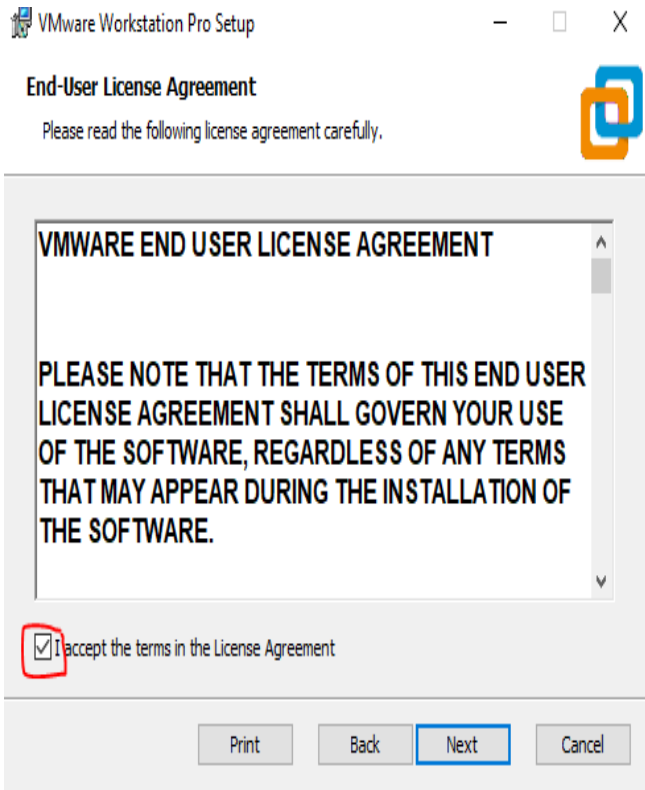 VMware Workstation Pro Setup
End-User License Agreement
Please read the following license agreement carefully.
VMWARE END USER LICENSE AGREEMENT
PLEASE NOTE THAT THE TERMS OF THIS END USER
LICENSE AGREEMENT SHALL GOVERN YOUR USE
OF THE SOFTWARE, REGARDLESS OF ANY TERMS
THAT MAY APPEAR DURING THE INSTALLATION OF
THE SOFTWARE.
I accept the terms in the License Agreement
Print Back Next Cancel